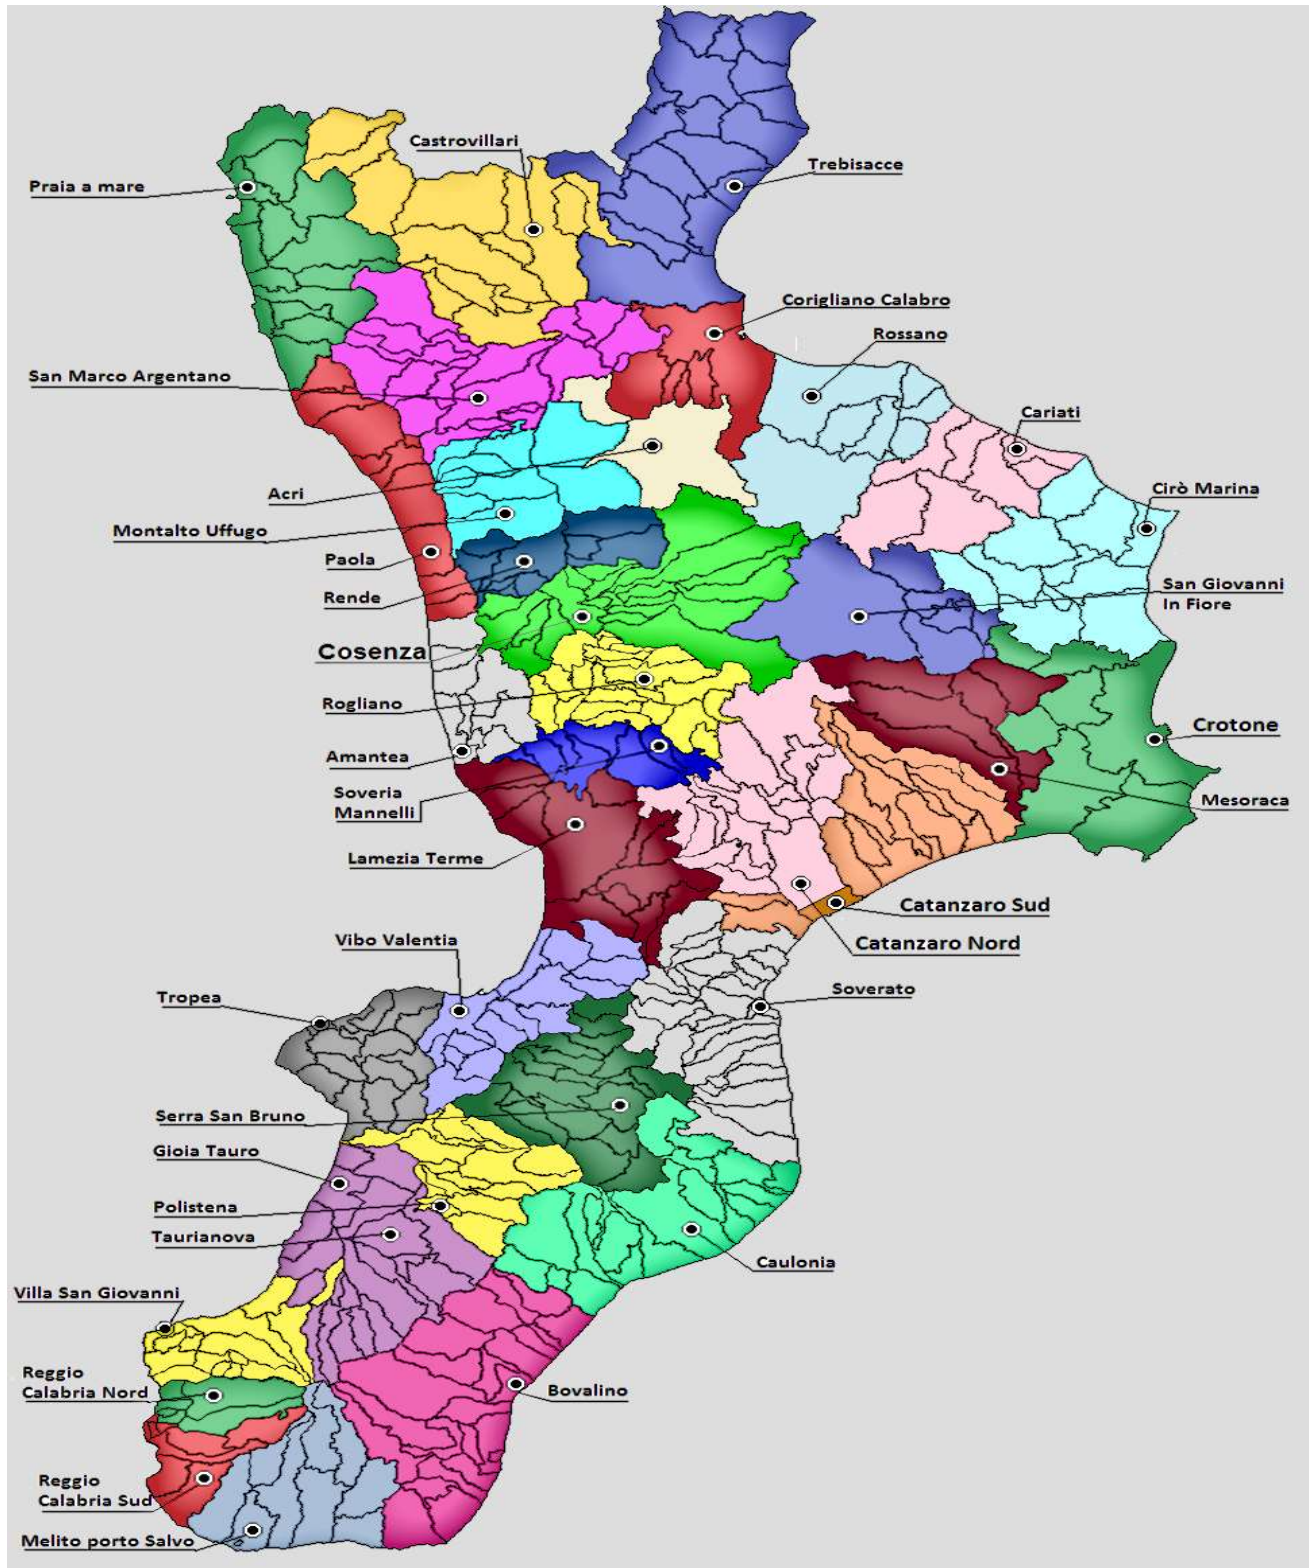 Castrovillari
Praia a mare
Trebisacce
Corigliano Calabro
Rossano
San Marco Argentano
Cariati
Acri
Cirò Marina
Montalto Uffugo
Paola
Rende
San Giovanni
In Fiore
Cosenza
Rogliano
Crotone
Amantea
Soveria
Mannelli
Mesoraca
Lamezia Terme
Catanzaro Sud
Vibo Valentia
Catanzaro Nord
Tropea
Soverato
Serra San Bruno
Gioia Tauro
Polistena
Taurianova
Caulonia
Villa San Giovanni
Reggio
Calabria Nord
Bovalino
Reggio
Calabria Sud
Melito porto Salvo